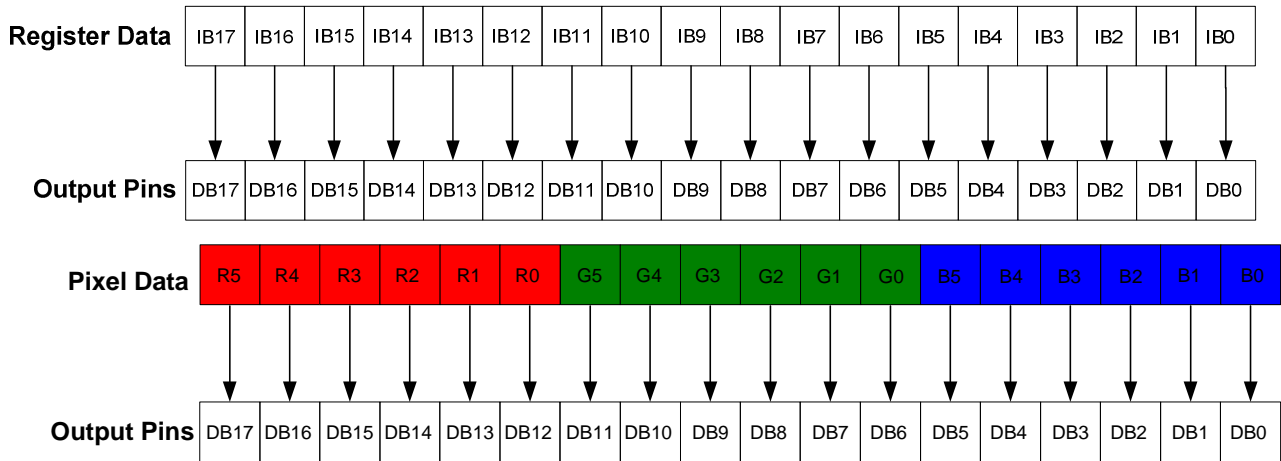 Register Data IB17 IB16 IB15 IB14 IB13 IB12 IB11 IB10 IB9 IB8 IB7 IB6 IB5 IB4 IB3 IB2 IB1 IB0
Output Pins DB17 DB16 DB15 DB14 DB13 DB12 DB11 DB10 DB9 DB8 DB7 DB6 DB5 DB4 DB3 DB2 DB1 DB0
Pixel Data R5 R4 R3 R2 R1 R0 G5 G4 G3 G2 G1 G0 B5 B4 B3 B2 B1 B0
Output Pins DB17 DB16 DB15 DB14 DB13 DB12 DB11 DB10 DB9 DB8 DB7 DB6 DB5 DB4 DB3 DB2 DB1 DB0